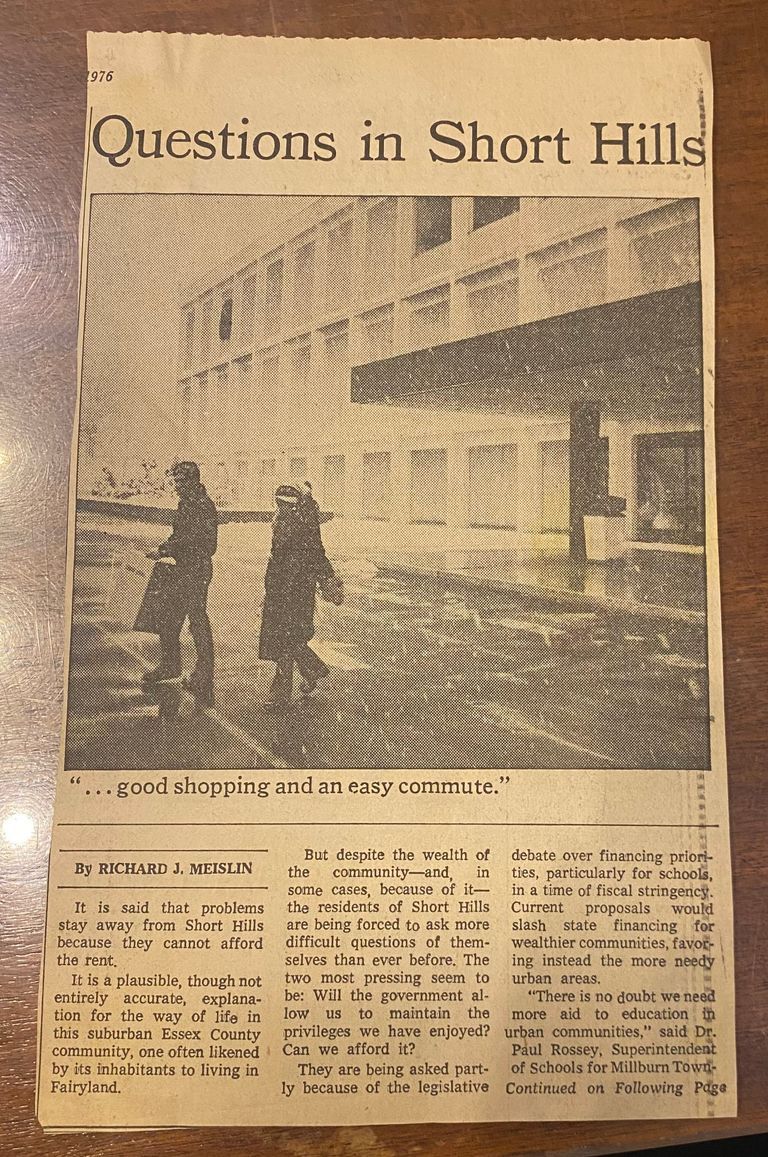 1976
Questions in Short Hills
“...good shopping and an easy commute.”
By RICHARD J. MEISLIN
It is said that problems
stay away from Short Hills
because they cannot afford
the rent.
It is a plausible, though not
entirely accurate, explana-
tion for the way of life in
this suburban Essex County
community, one often likened
by its inhabitants to living in
Fairyland.
But despite the wealth of
the community—and, in
some cases, because of it—
the residents of Short Hills
are being forced to ask more
difficult questions of them-
selves than ever before. The
two most pressing seem to
be: Will the government al-
low us to maintain the
privileges we have enjoyed?
Can we afford it?
They are being asked part-
ly because of the legislative
debate over financing priori-
ties, particularly for schools,
in a time of fiscal stringency.
Current proposals would
slash state financing for
wealthier communities, favor-
ing instead the more needy
urban areas.
“There is no doubt we need
more aid to education in
urban communities,” said Dr.
Paul Rossey, Superintendent
of Schools for Millburn Town-
Continued on Following Page